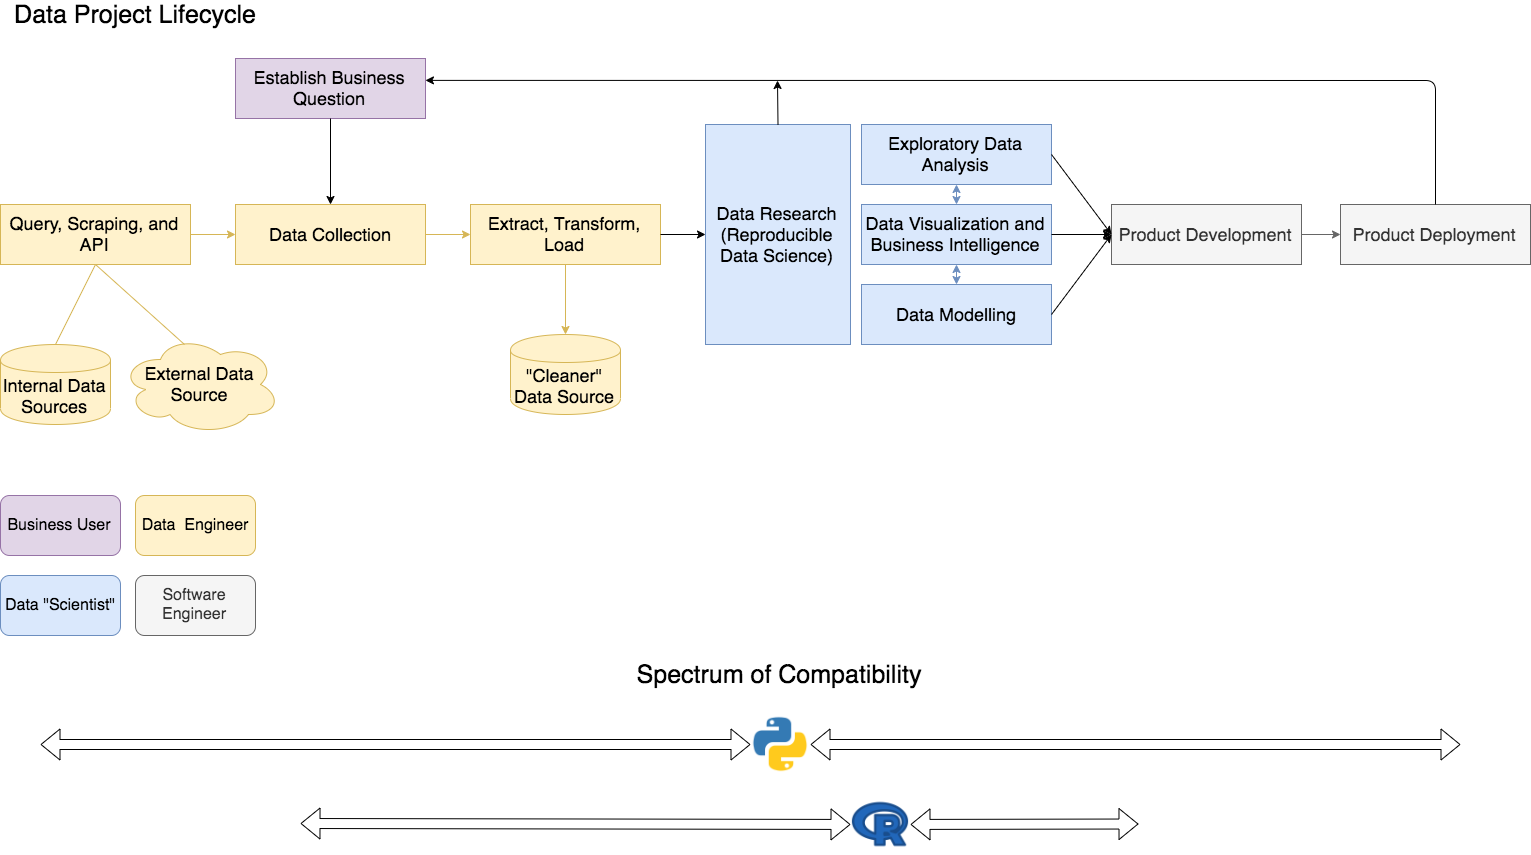 Data Project Lifecycle
Establish Business
Question
Query, Scraping, and
API
Data Collection
Extract, Transform,
Load
Data Research
(Reproducible
Data Science)
Exploratory Data
Analysis
Data Visualization and
Business Intelligence
Data Modelling
Product Development
Product Deployment
Internal Data
Sources
External Data
Source
"Cleaner"
Data Source
Business User
Data  Engineer
Data "Scientist"
Software
Engineer
Spectrum of Compatibility
R